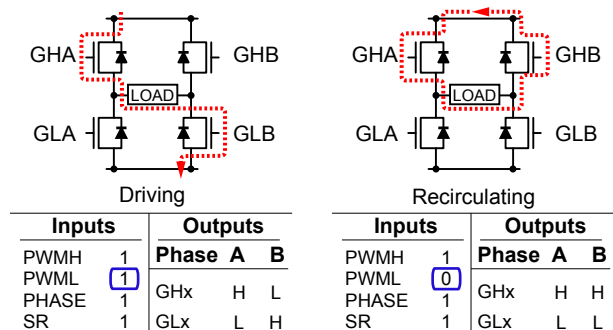 GHA GHB
LOAD
GLA GLB
Driving
Inputs Outputs
PWMH 1
PWML 1
PHASE 1
SR 1
Phase A B
GHx H L
GLx L H
GHA GHB
LOAD
GLA GLB
Recirculating
Inputs Outputs
PWMH 1
PWML 0
PHASE 1
SR 1
Phase A B
GHx H H
GLx L L